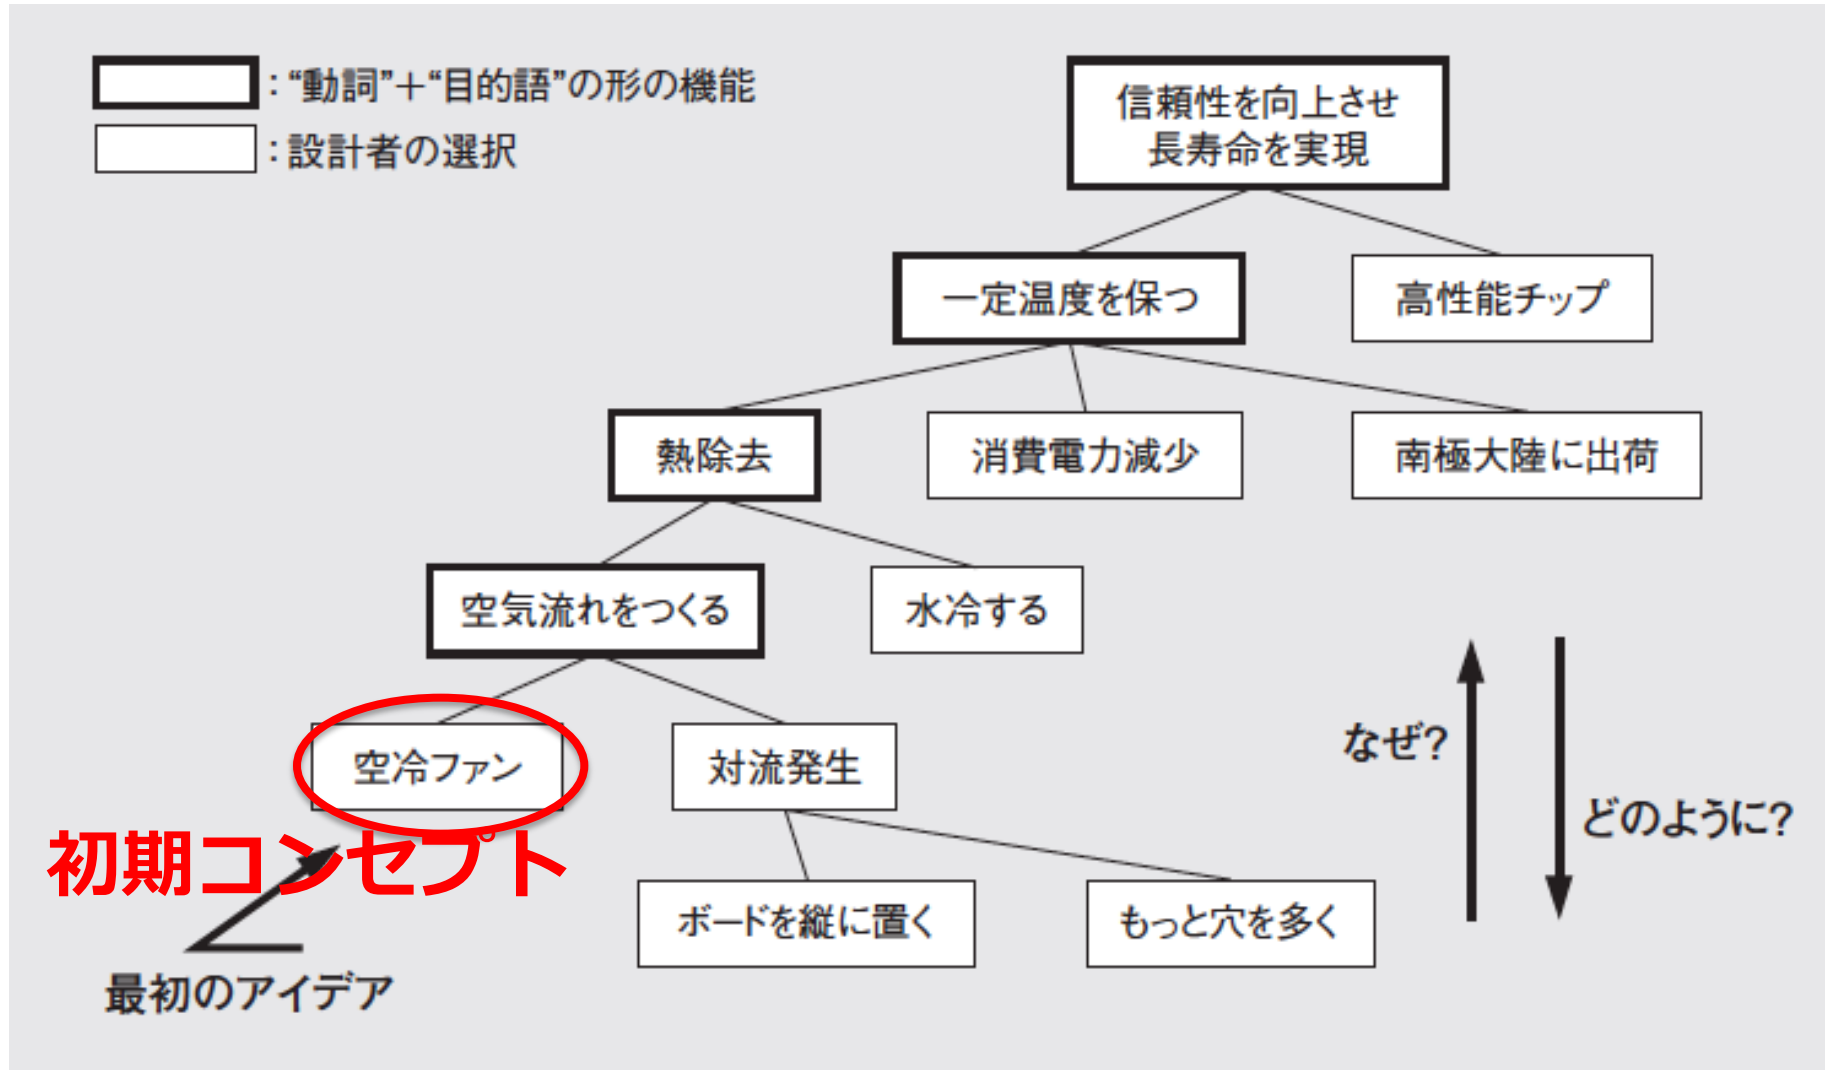 ：“動詞”＋“目的語”の形の機能
：設計者の選択
信頼性を向上させ
長寿命を実現
一定温度を保つ
高性能チップ
熱除去
消費電力減少
南極大陸に出荷
空気流れをつくる
水冷する
空冷ファン
対流発生
なぜ?
どのように?
初期コンセプト
ボードを縦に置く
もっと穴を多く
最初のアイデア